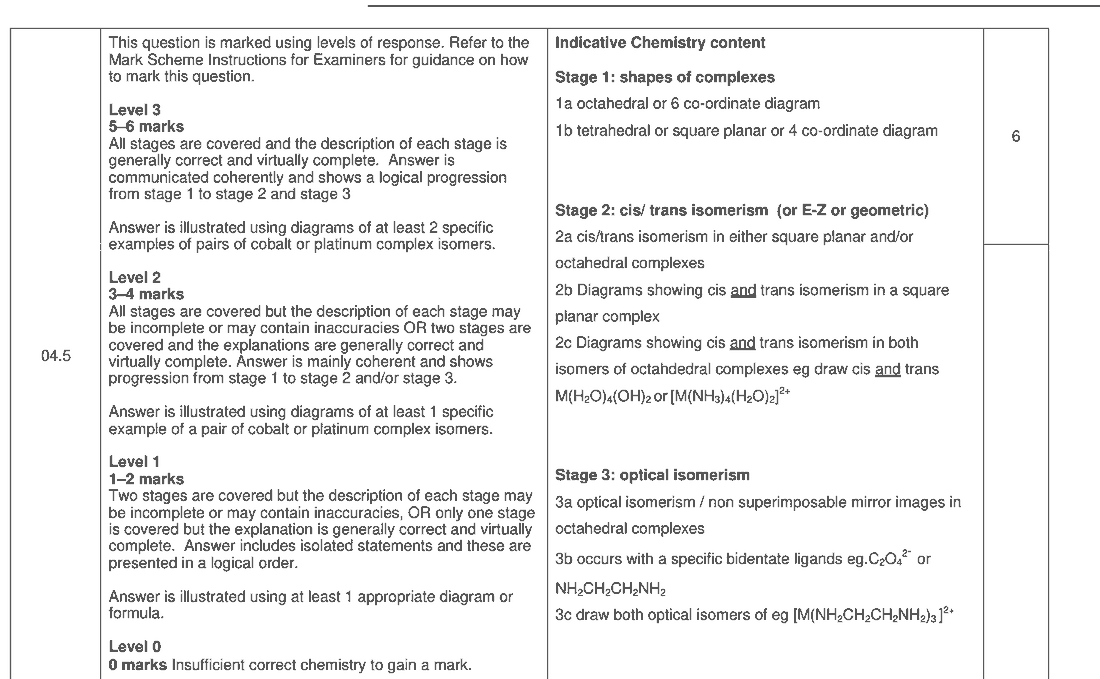 04.5
This question is marked using levels of response. Refer to the
Mark Scheme Instructions for Examiners for guidance on how
to mark this question.
Level 3
5–6 marks
All stages are covered and the description of each stage is
generally correct and virtually complete. Answer is
communicated coherently and shows a logical progression
from stage 1 to stage 2 and stage 3
Answer is illustrated using diagrams of at least 2 specific
examples of pairs of cobalt or platinum complex isomers.
Level 2
3–4 marks
All stages are covered but the description of each stage may
be incomplete or may contain inaccuracies OR two stages are
covered and the explanations are generally correct and
virtually complete. Answer is mainly coherent and shows
progression from stage 1 to stage 2 and/or stage 3.
Answer is illustrated using diagrams of at least 1 specific
example of a pair of cobalt or platinum complex isomers.
Level 1
1–2 marks
Two stages are covered but the description of each stage may
be incomplete or may contain inaccuracies, OR only one stage
is covered but the explanation is generally correct and virtually
complete. Answer includes isolated statements and these are
presented in a logical order.
Answer is illustrated using at least 1 appropriate diagram or
formula.
Level 0
0 marks Insufficient correct chemistry to gain a mark.
Indicative Chemistry content
Stage 1: shapes of complexes
1a octahedral or 6 co-ordinate diagram
1b tetrahedral or square planar or 4 co-ordinate diagram
Stage 2: cis/ trans isomerism (or E-Z or geometric)
2a cis/trans isomerism in either square planar and/or
octahedral complexes
2b Diagrams showing cis and trans isomerism in a square
planar complex
2c Diagrams showing cis and trans isomerism in both
isomers of octahdedral complexes eg draw cis and trans
M(H₂O)₄(OH)₂ or [M(NH₃)₄(H₂O)₂]²⁺
Stage 3: optical isomerism
3a optical isomerism / non superimposable mirror images in
octahedral complexes
3b occurs with a specific bidentate ligands eg.C₂O₄²⁻ or
NH₂CH₂CH₂NH₂
3c draw both optical isomers of eg [M(NH₂CH₂CH₂NH₂)₃]²⁺
6